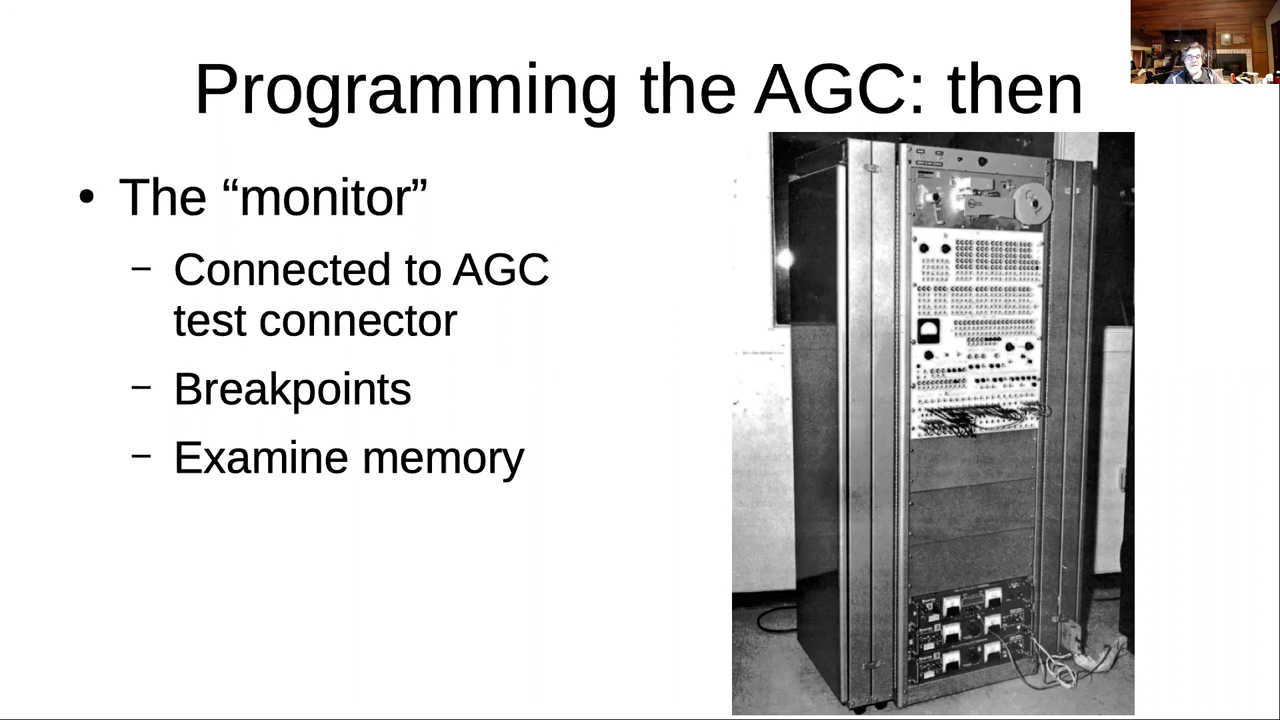 Programming the AGC: then
• The “monitor”
– Connected to AGC
test connector
– Breakpoints
– Examine memory